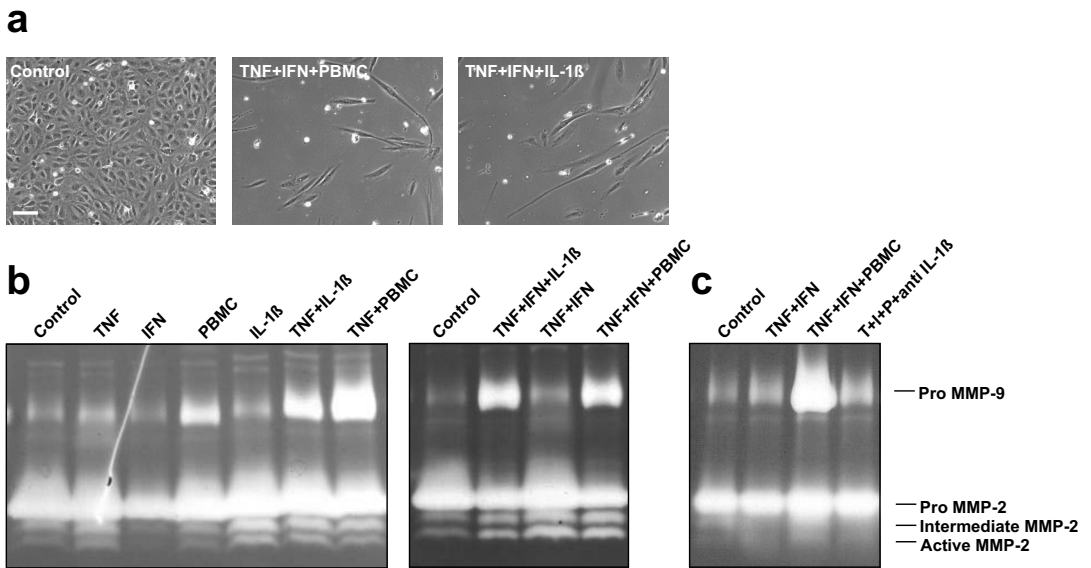 a
Control
TNF+IFN+PBMC
TNF+IFN+IL-1ß
b
Control
TNF
IFN
PBMC
IL-1ß
TNF+IL-1ß
TNF+PBMC
Control
TNF+IFN+IL-1ß
TNF+IFN
TNF+IFN+PBMC
c
Control
TNF+IFN
TNF+IFN+PBMC
T+I+P+anti IL-1ß
Pro MMP-9
Pro MMP-2
Intermediate MMP-2
Active MMP-2